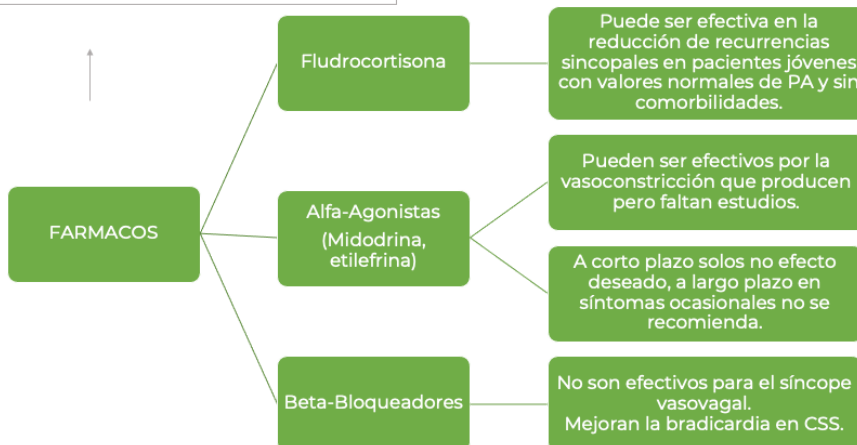 FARMACOS
Fludrocortisona
Puede ser efectiva en la
reducción de recurrencias
sincopales en pacientes jóvenes
con valores normales de PA y sin
comorbilidades.
Alfa-Agonistas
(Midodrina,
etilefrina)
Pueden ser efectivos por la
vasoconstricción que producen
pero faltan estudios.
A corto plazo solos no efecto
deseado, a largo plazo en
síntomas ocasionales no se
recomienda.
Beta-Bloqueadores
No son efectivos para el síncope
vasovagal.
Mejoran la bradicardia en CSS.